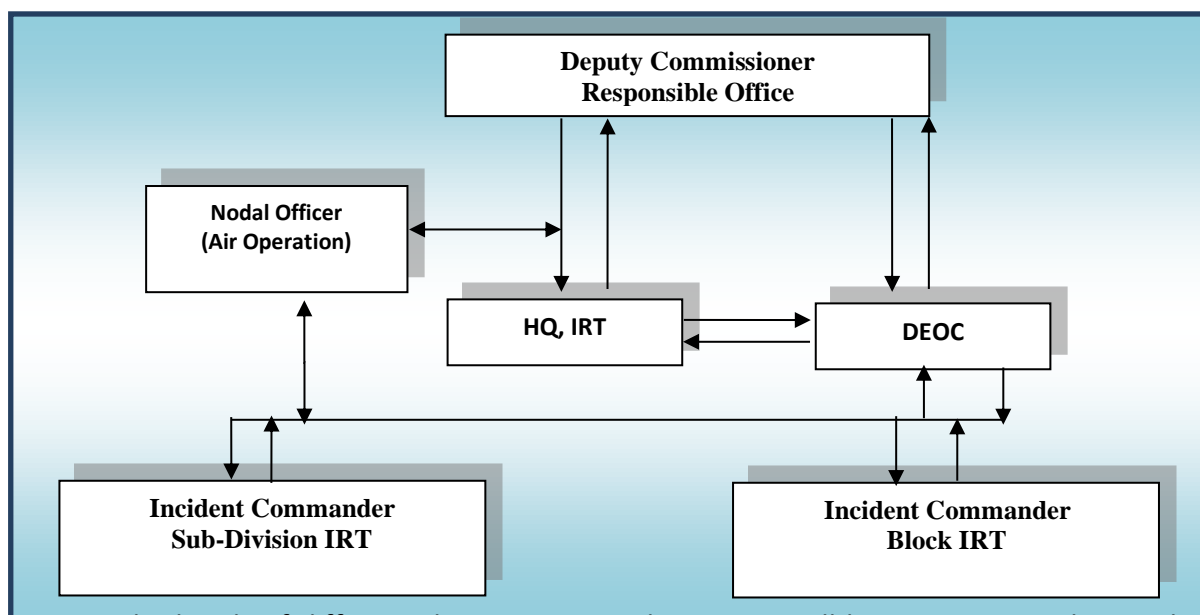 Deputy Commissioner
Responsible Office
Nodal Officer
(Air Operation)
HQ, IRT
DEOC
Incident Commander
Sub-Division IRT
Incident Commander
Block IRT